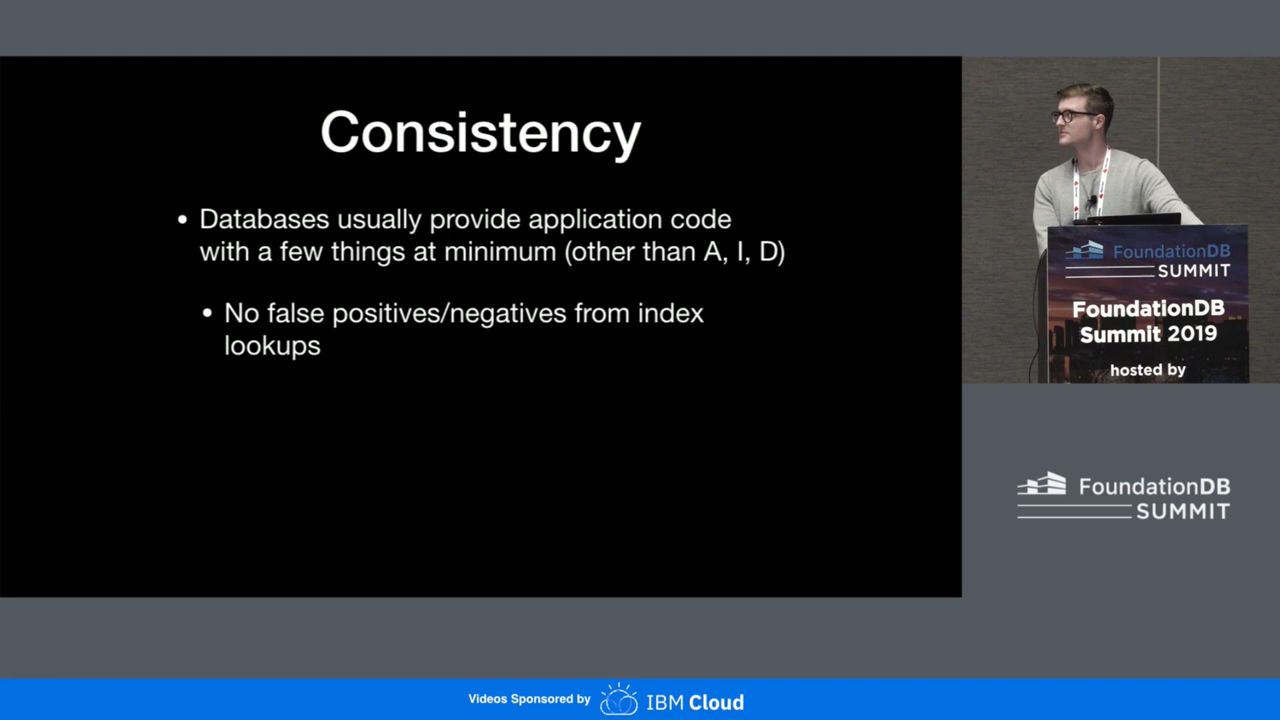 Consistency
• Databases usually provide application code
with a few things at minimum (other than A, I, D)
• No false positives/negatives from index
lookups
FoundationDB
SUMMIT
FoundationDB
Summit 2019
hosted by
FoundationDB
SUMMIT
Videos Sponsored by IBM Cloud